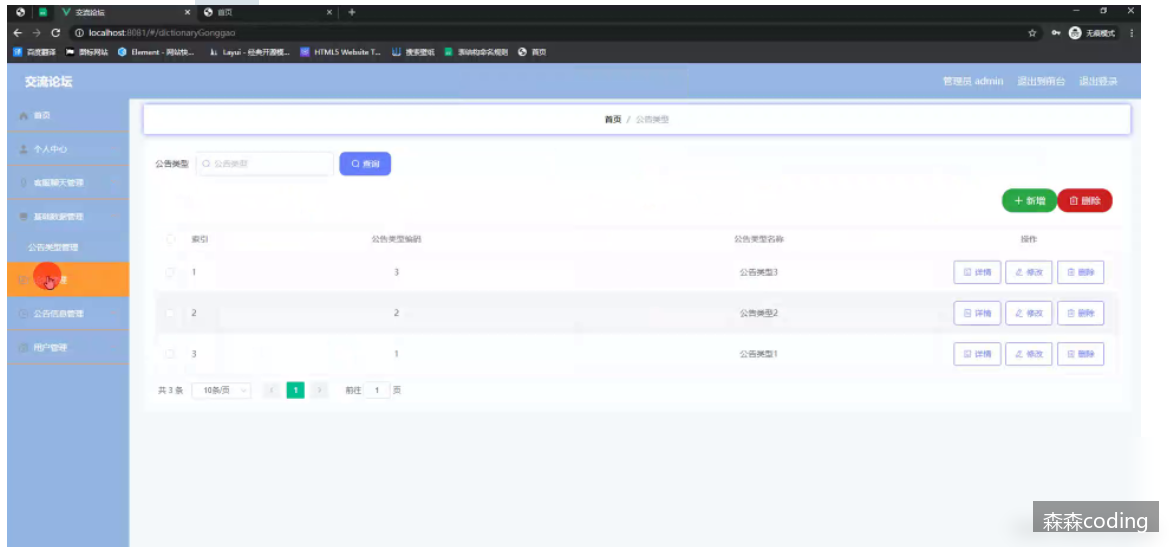 交流论坛 首页
localhost:8081/#/dictionaryGonggao 无痕模式
百度翻译 图标网站 Element - 网站快... Layui - 经典开源模... HTML5 Website T... 搜索壁纸 表结构命名规则 首页
交流论坛 管理员 admin 退出到前台 退出登录
首页
个人中心
客服聊天管理
基础数据管理
公告类型管理
公告信息管理
用户管理
首页 / 公告类型
公告类型 公告类型 查询
新增 删除
索引 公告类型编码 公告类型名称 操作
1 3 公告类型3 详情 修改 删除
2 2 公告类型2 详情 修改 删除
3 1 公告类型1 详情 修改 删除
共 3 条 10条/页 1 前往 1 页
森森coding